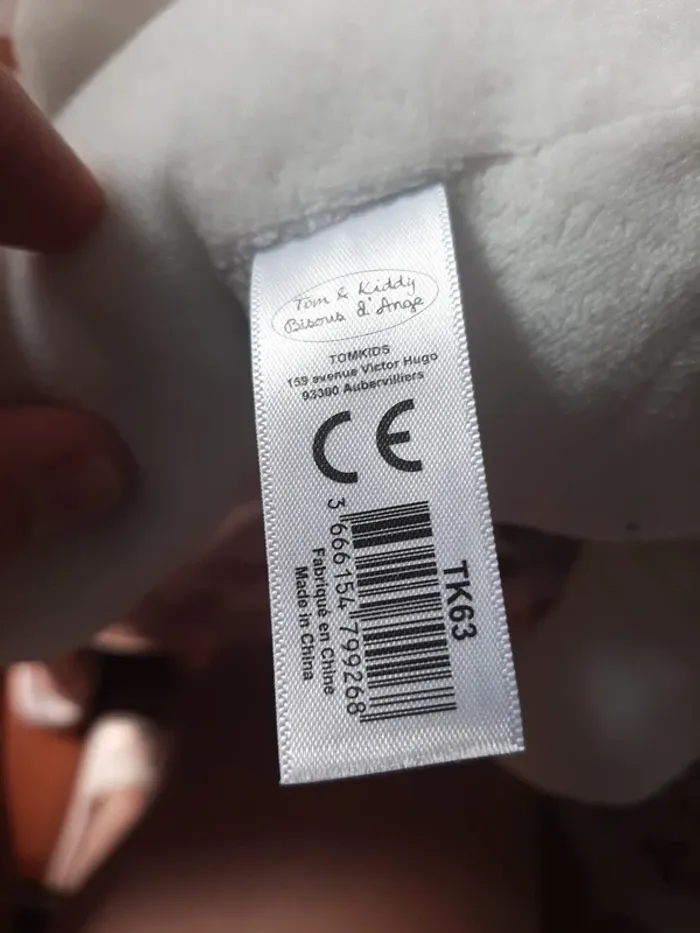 Tom & Kiddy
Bisous d'Ange
TOMKIDS
159 avenue Victor Hugo
93300 Aubervilliers
CE
TK63
3 666154 799268
Fabriqué en Chine
Made in China